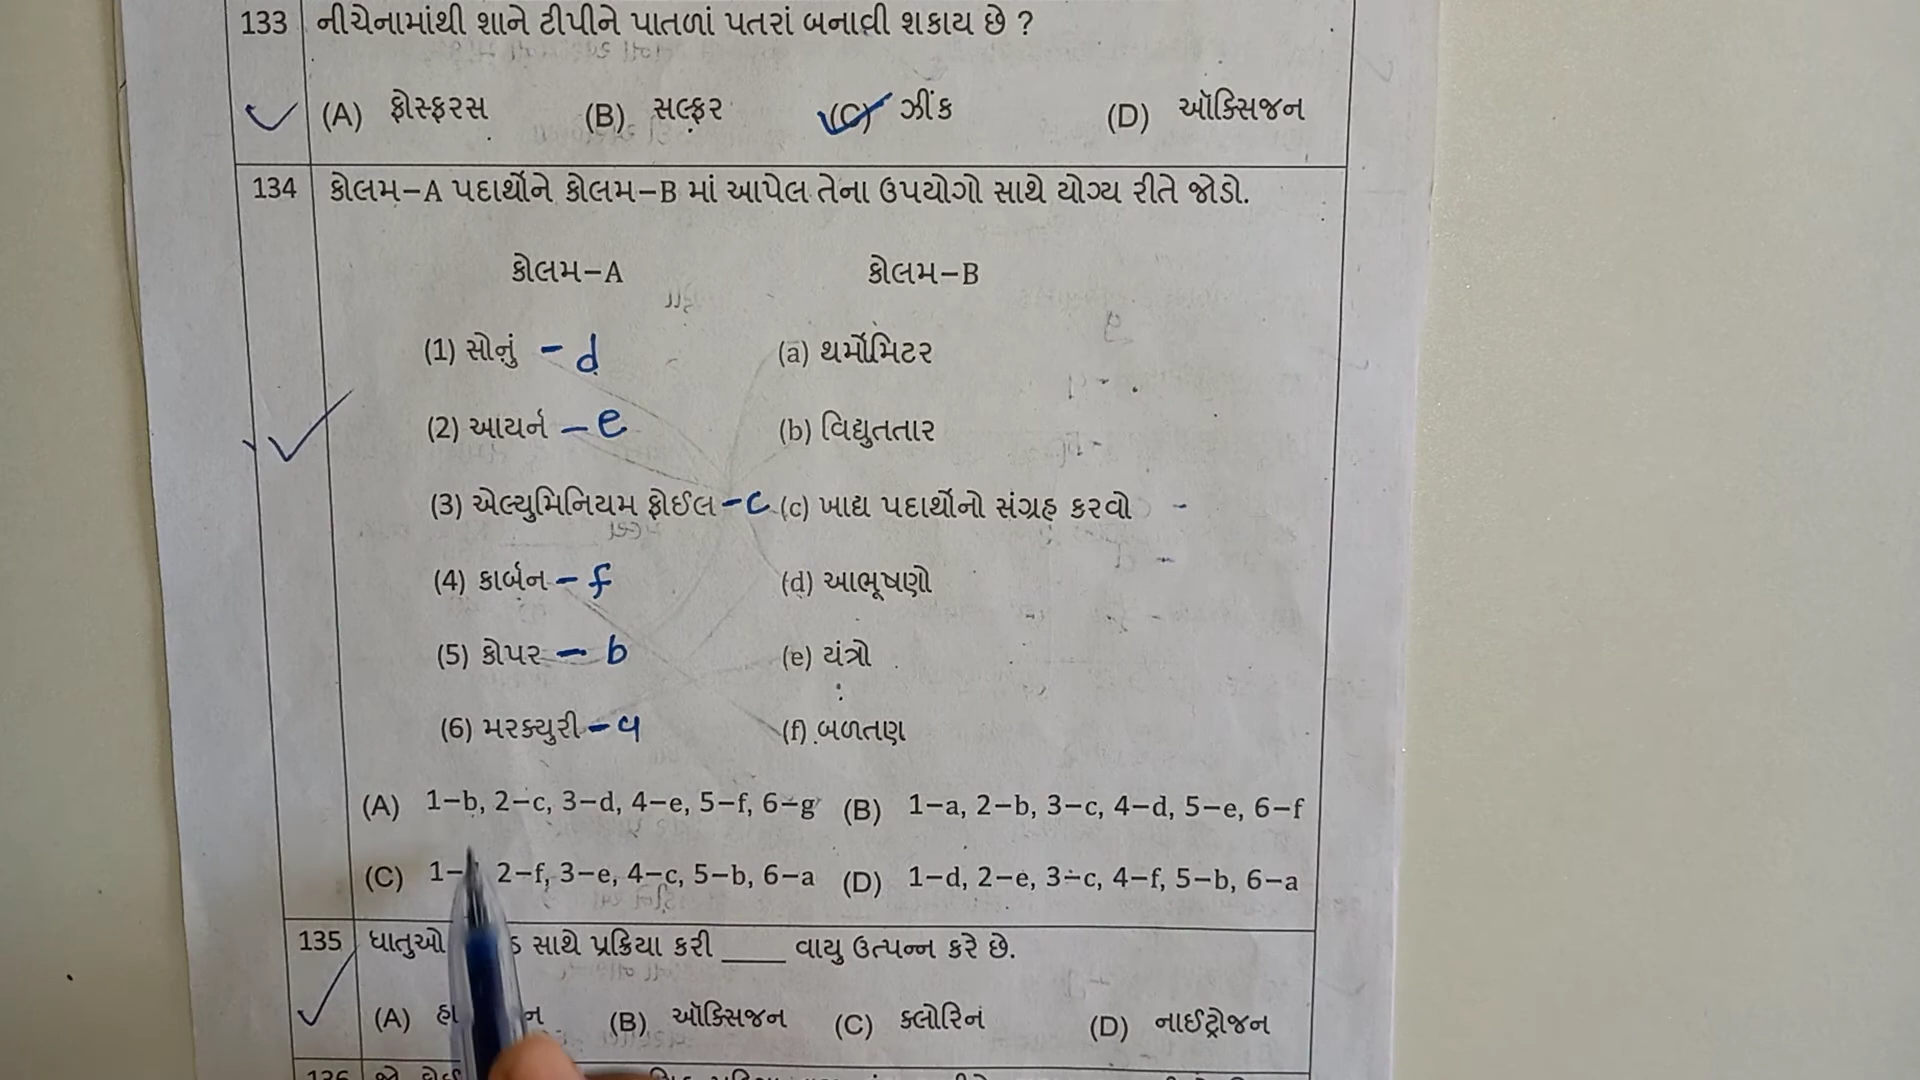 133 નીચેનામાંથી શાને ટીપીને પાતળાં પતરાં બનાવી શકાય છે ?
(A) ફોસ્ફરસ (B) સલ્ફર (C) ઝીંક (D) ઑક્સિજન
134 કોલમ–A પદાર્થોને કોલમ–B માં આપેલ તેના ઉપયોગો સાથે યોગ્ય રીતે જોડો.
કોલમ–A કોલમ–B
(1) સોનું – d (a) થર્મોમિટર
(2) આયર્ન – e (b) વિદ્યુતતાર
(3) એલ્યુમિનિયમ ફોઈલ – c (c) ખાદ્ય પદાર્થોનો સંગ્રહ કરવો
(4) કાર્બન – f (d) આભૂષણો
(5) કોપર – b (e) યંત્રો
(6) મરક્યુરી – a (f) બળતણ
(A) 1–b, 2–c, 3–d, 4–e, 5–f, 6–g (B) 1–a, 2–b, 3–c, 4–d, 5–e, 6–f
(C) 1– 2–f, 3–e, 4–c, 5–b, 6–a (D) 1–d, 2–e, 3–c, 4–f, 5–b, 6–a
135 ધાતુઓ સાથે પ્રક્રિયા કરી ____ વાયુ ઉત્પન્ન કરે છે.
(A) (B) ઑક્સિજન (C) ક્લોરિન (D) નાઈટ્રોજન